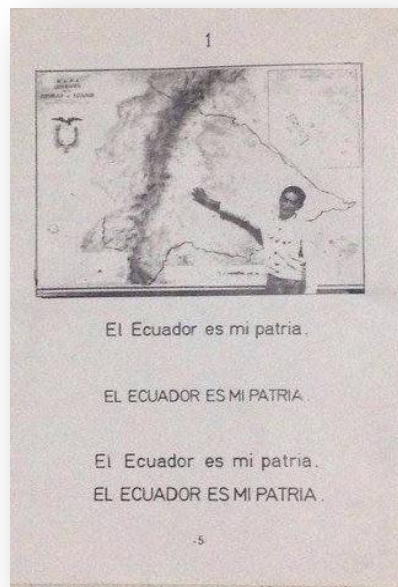 1
MAPA
El Ecuador es mi patria.
EL ECUADOR ES MI PATRIA.
El Ecuador es mi patria.
EL ECUADOR ES MI PATRIA.
-5